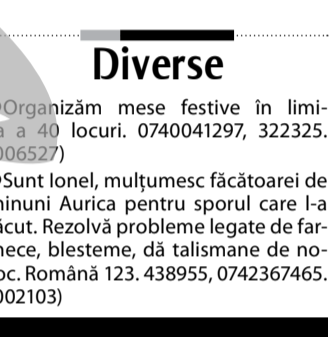 Diverse
Organizăm mese festive în limi-
a a 40 locuri. 0740041297, 322325.
006527)
Sunt Ionel, mulțumesc făcătoarei de
minuni Aurica pentru sporul care l-a
făcut. Rezolvă probleme legate de far-
mece, blesteme, dă talismane de no-
oc. Română 123. 438955, 0742367465.
002103)